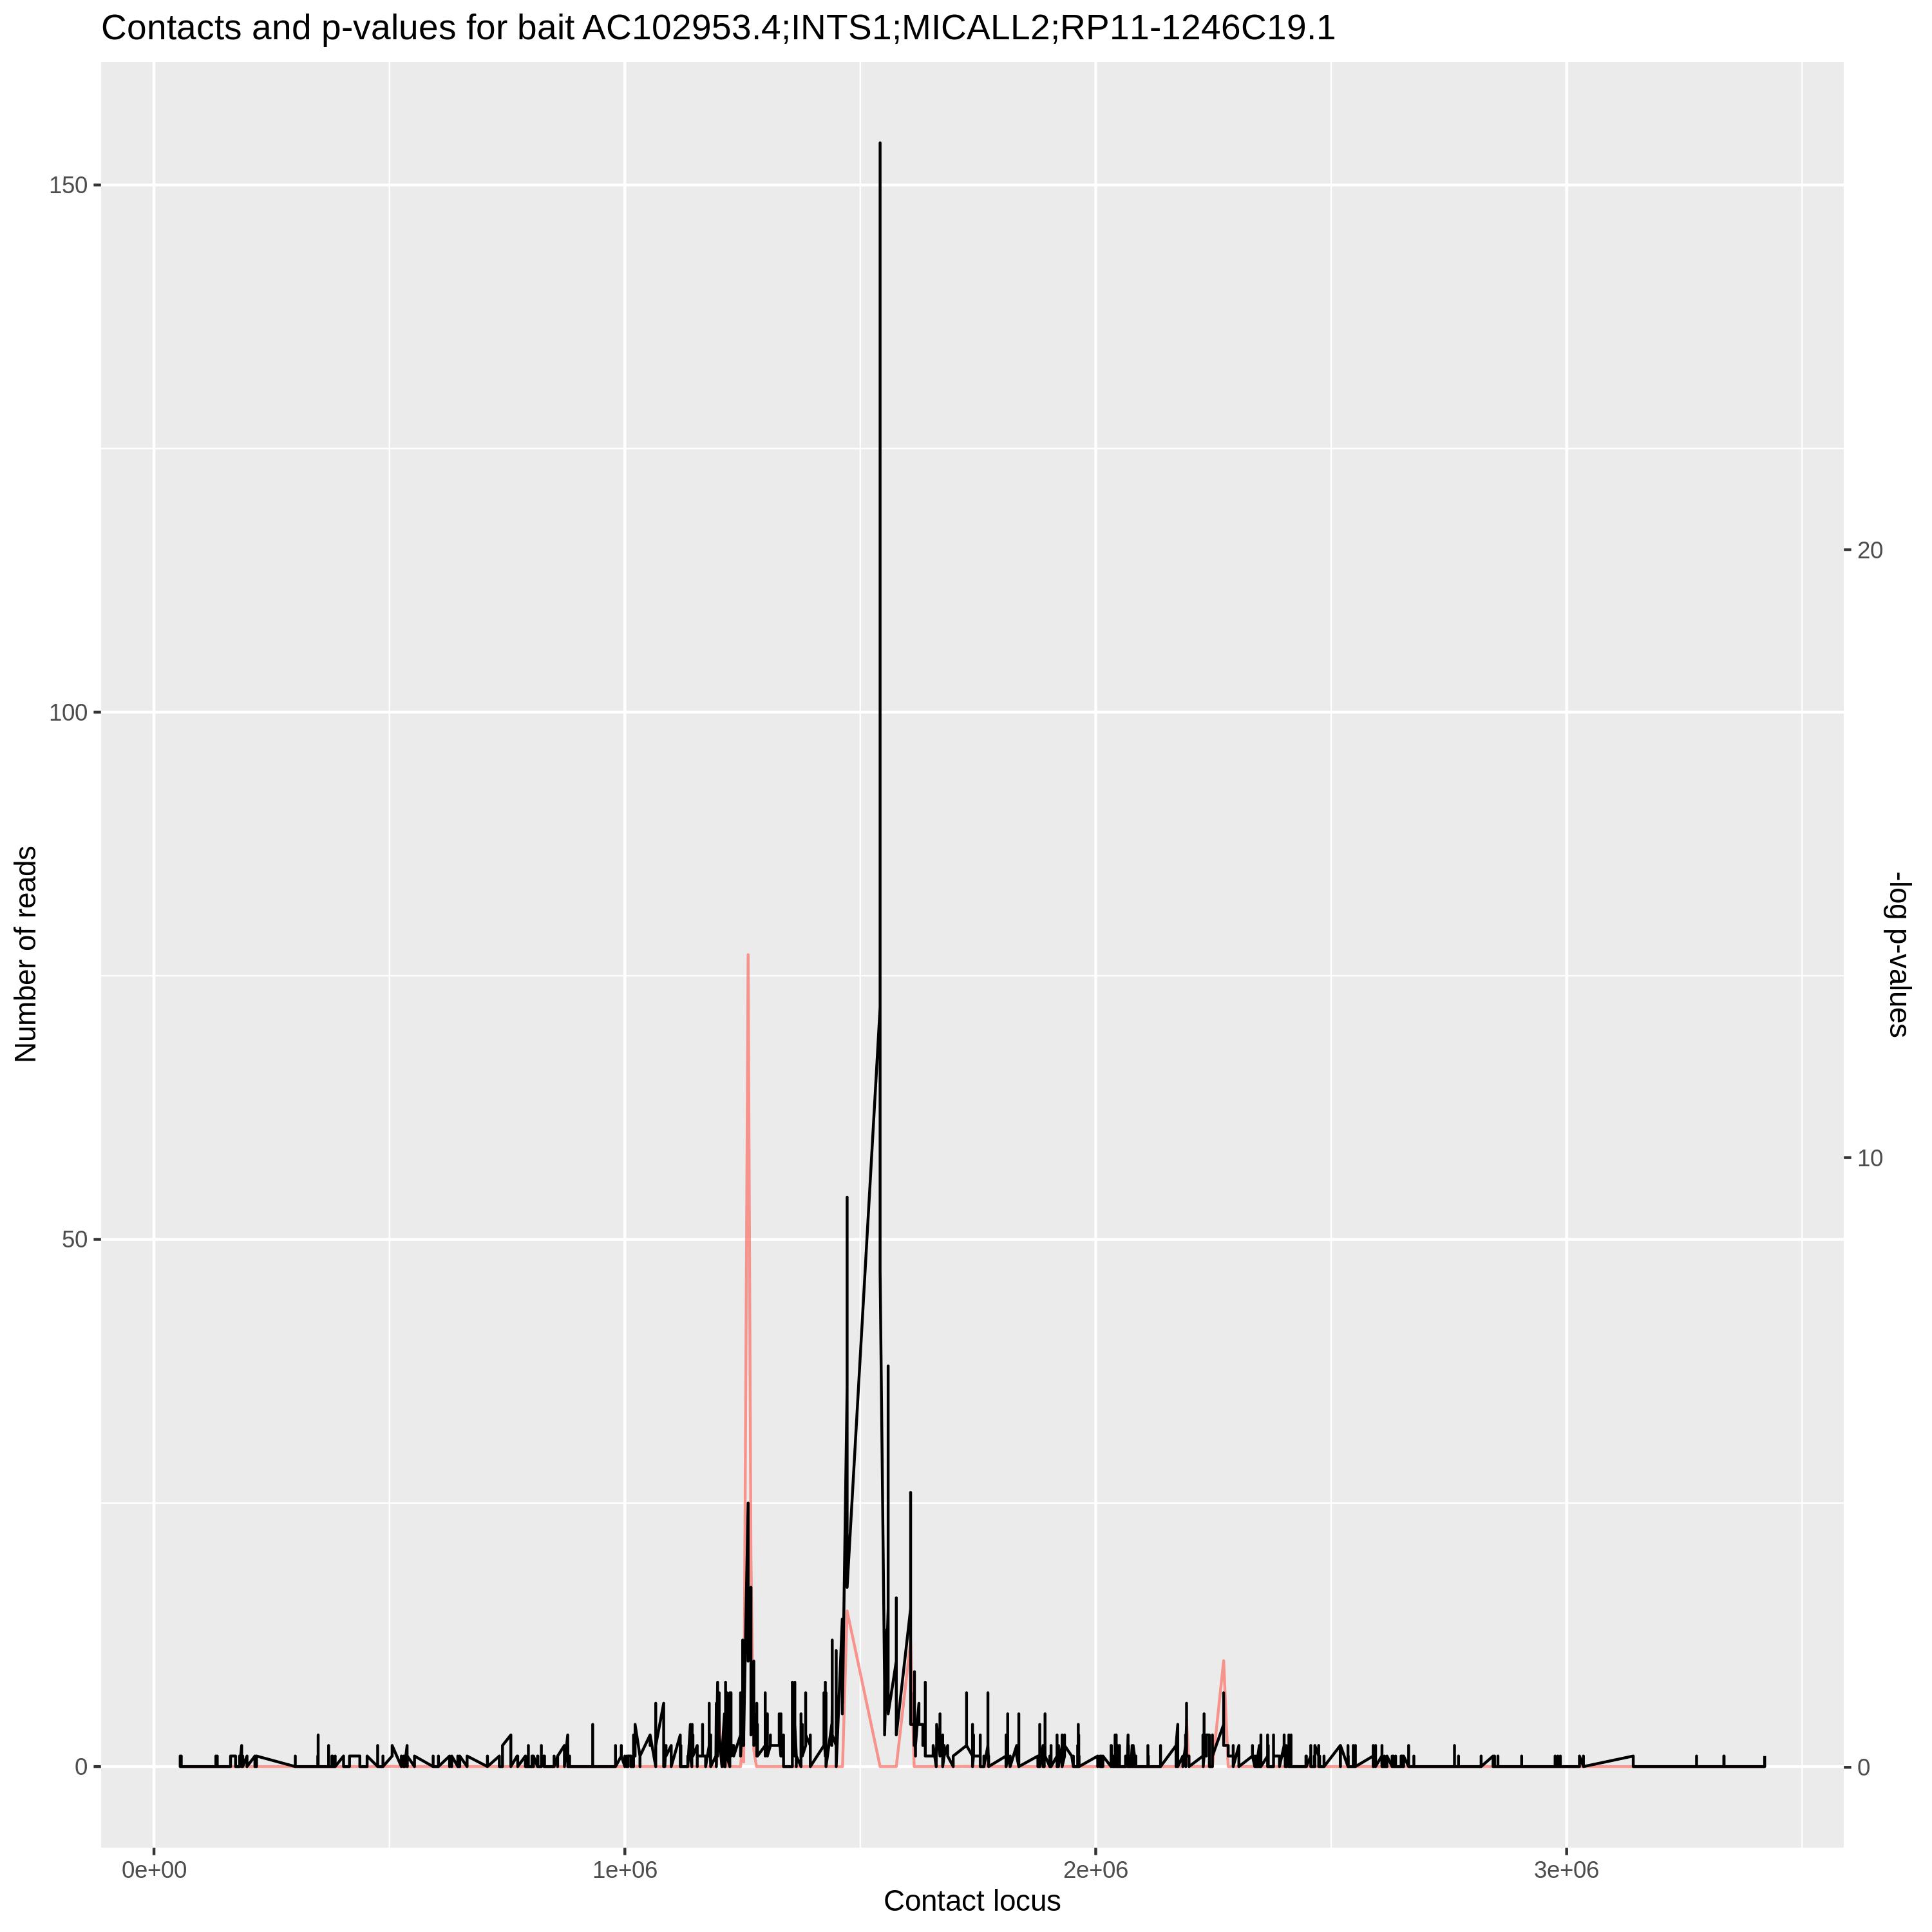 Contacts and p-values for bait AC102953.4;INTS1;MICALL2;RP11-1246C19.1
150
100
50
0
Number of reads
20
10
0
-log p-values
0e+00
1e+06
2e+06
3e+06
Contact locus